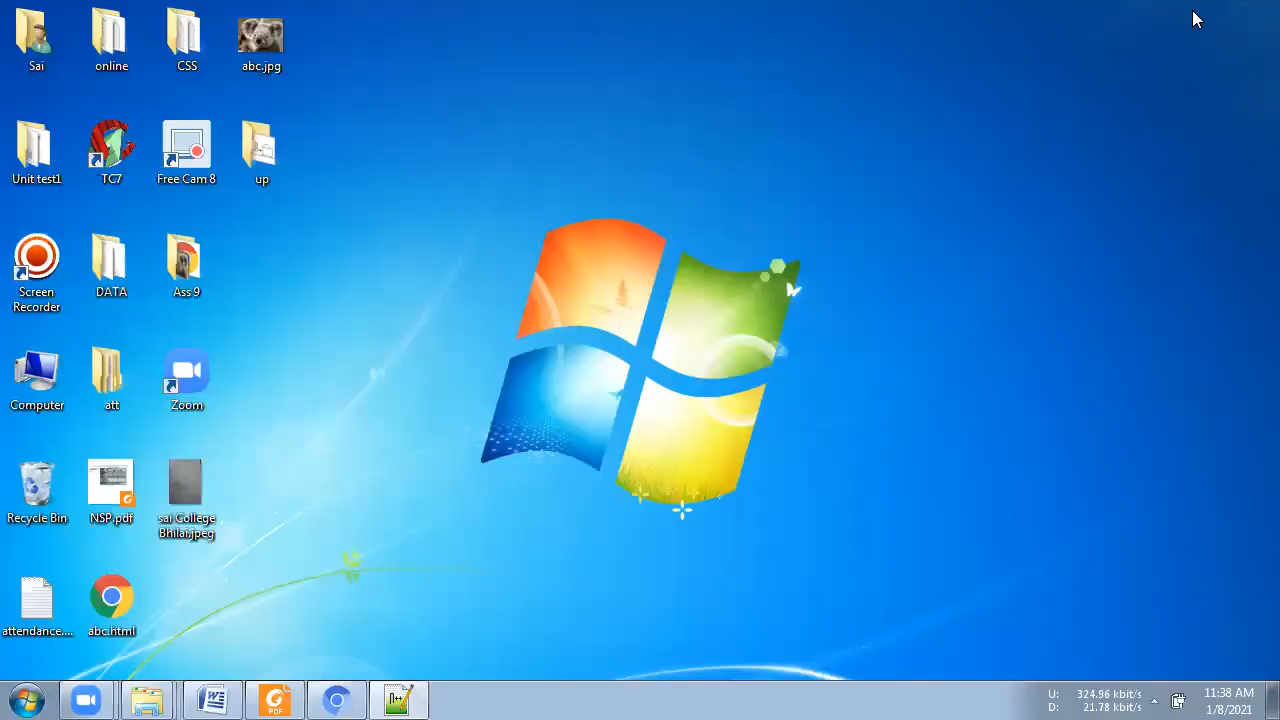 Sai
online
CSS
abc.jpg
Unit test1
TC7
Free Cam 8
up
Screen
Recorder
DATA
Ass 9
Computer
att
Zoom
Recycle Bin
NSP.pdf
sai College
Bhilai.jpeg
attendance....
abc.html
PDF
U: 324.96 kbit/s
D: 21.78 kbit/s
11:38 AM
1/8/2021